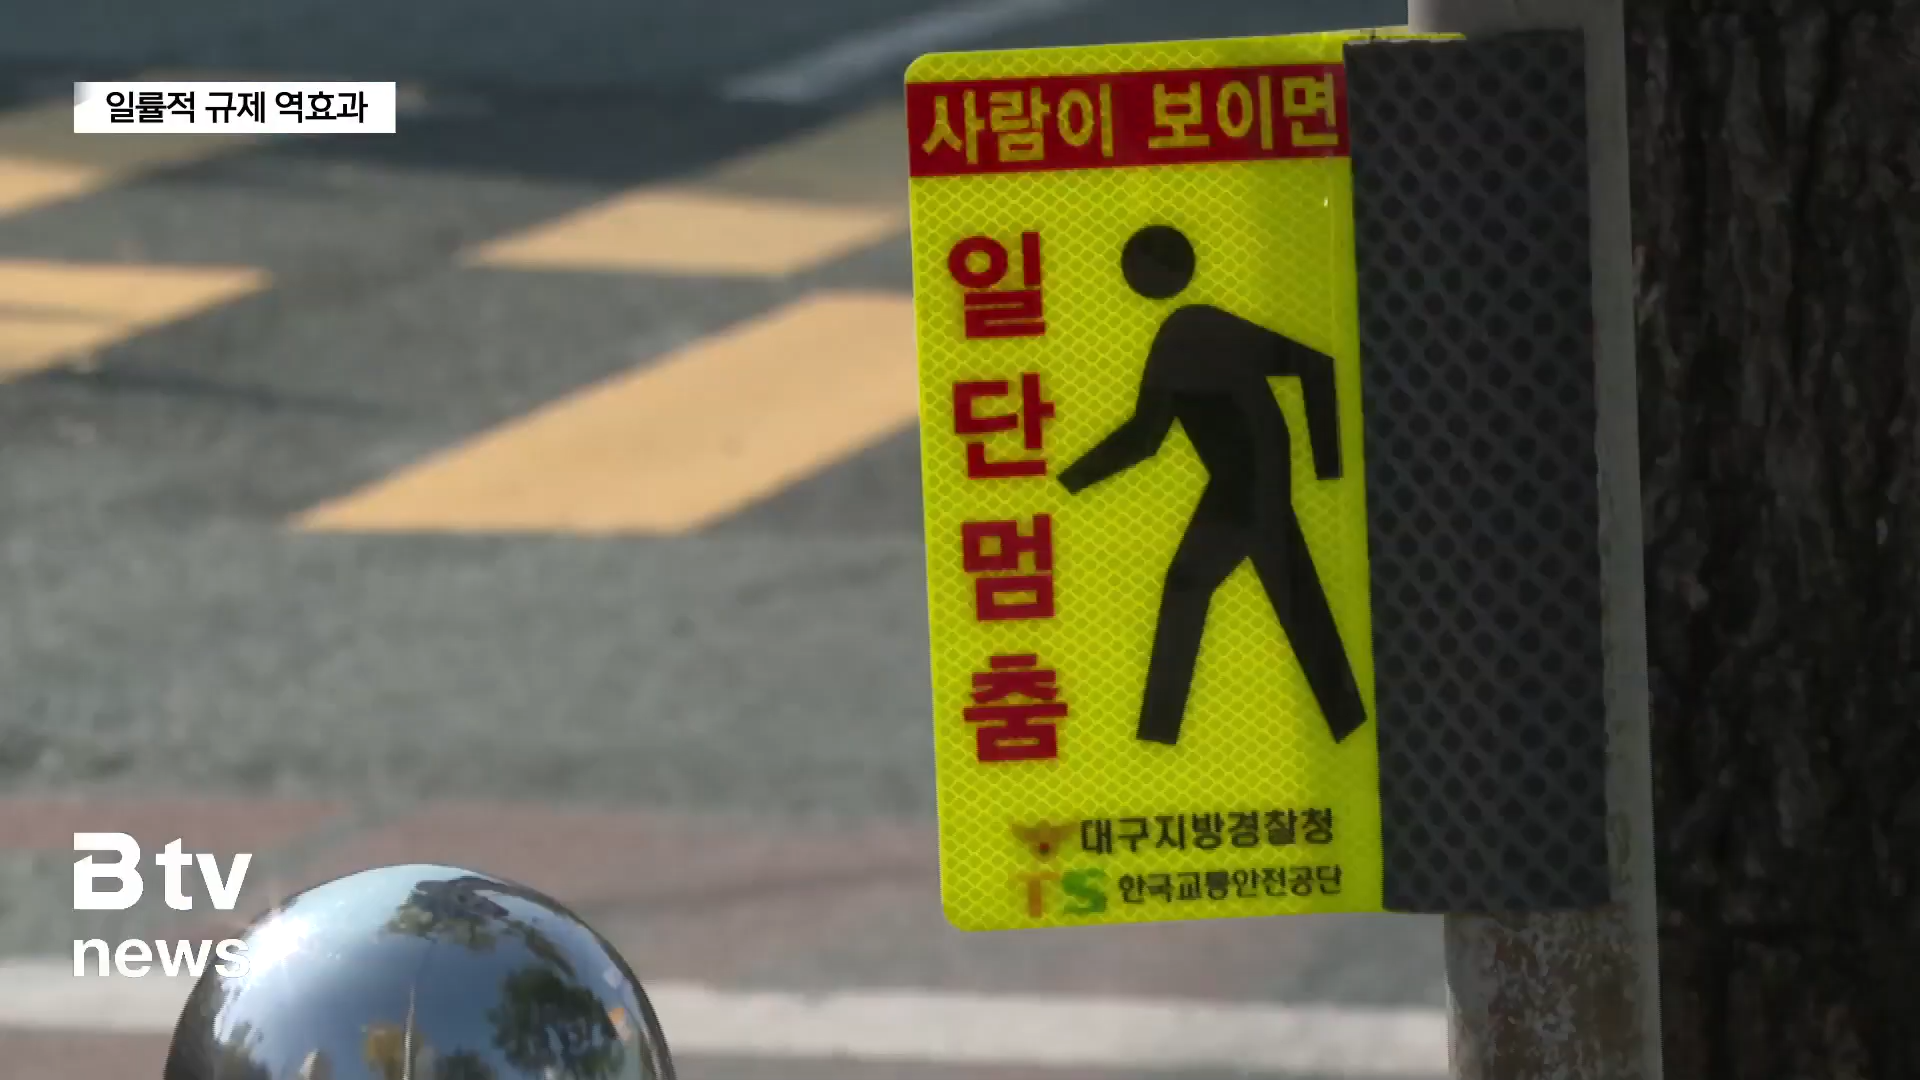 일률적 규제 역효과
사람이 보이면
일
단
멈
춤
대구지방경찰청
TS 한국교통안전공단
B tv
news